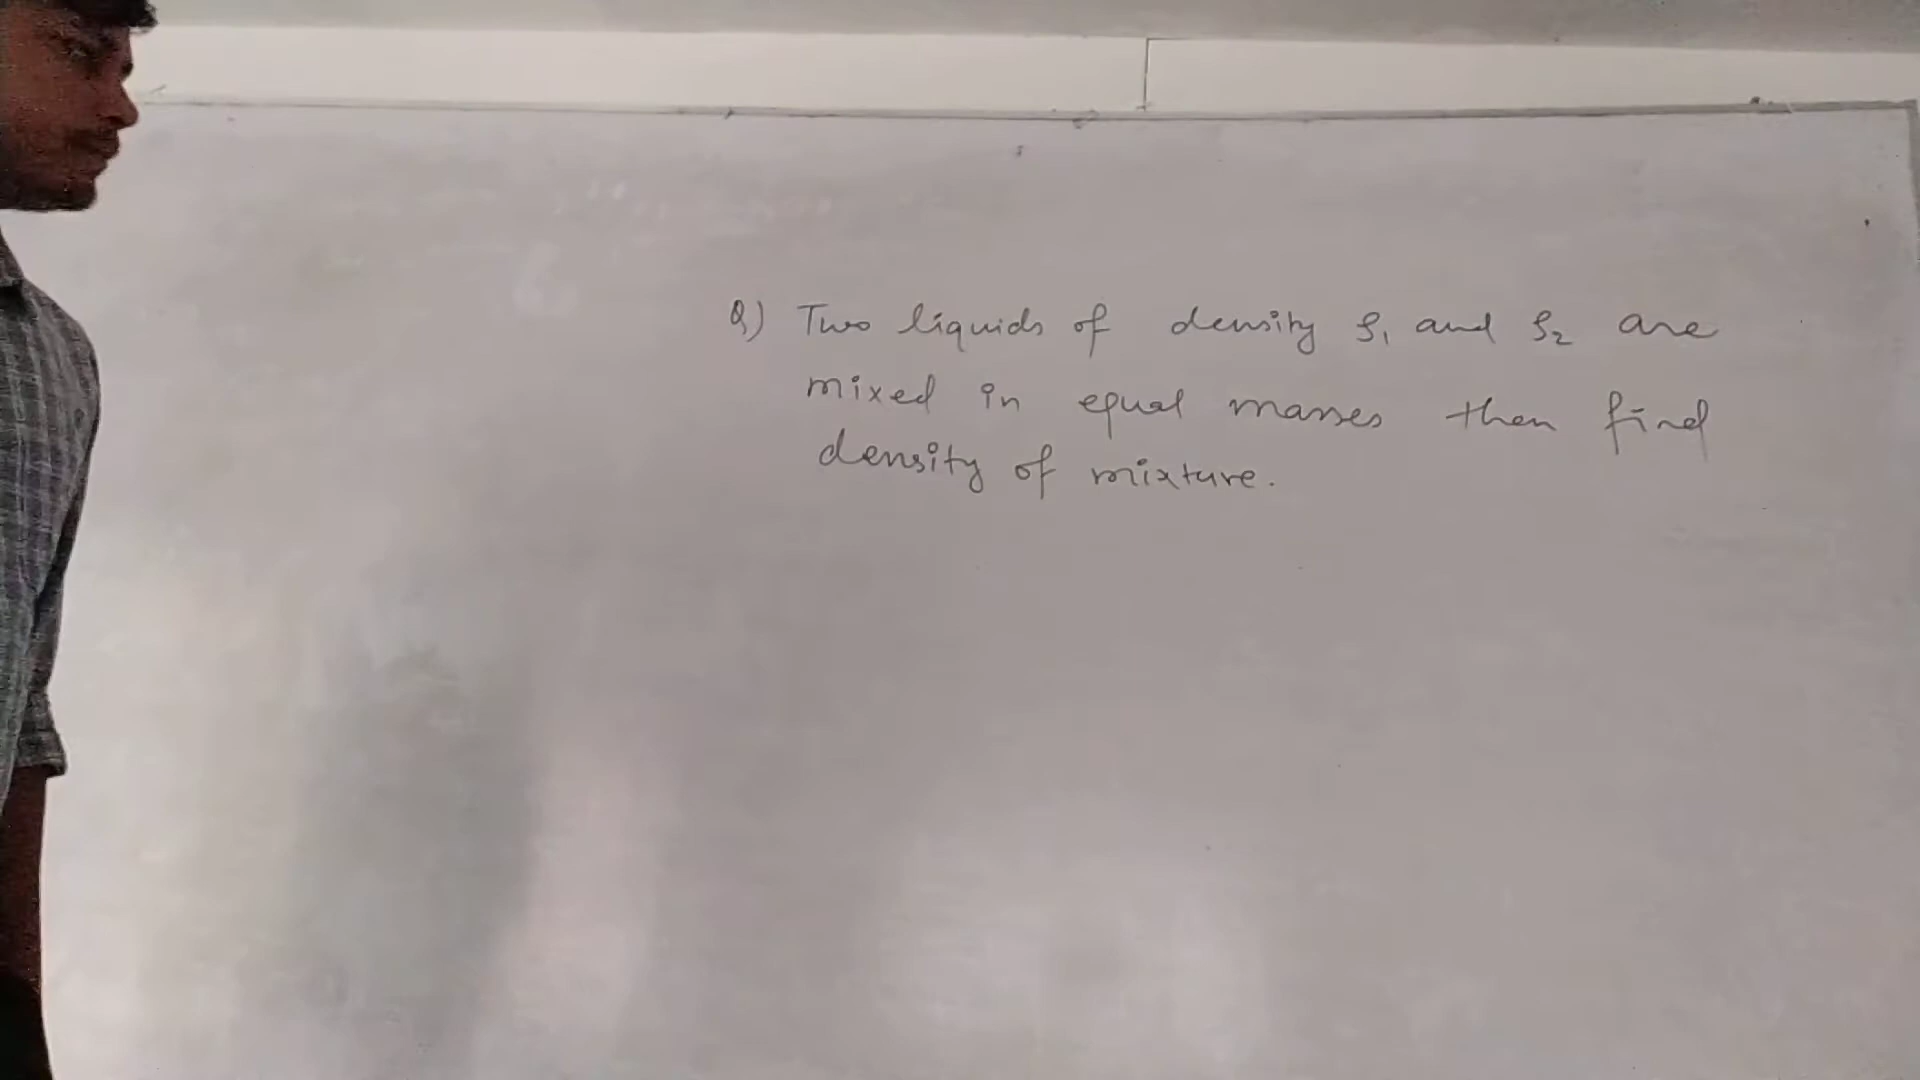 Q) Two liquids of density ρ₁ and ρ₂ are
mixed in equal masses then find
density of mixture.